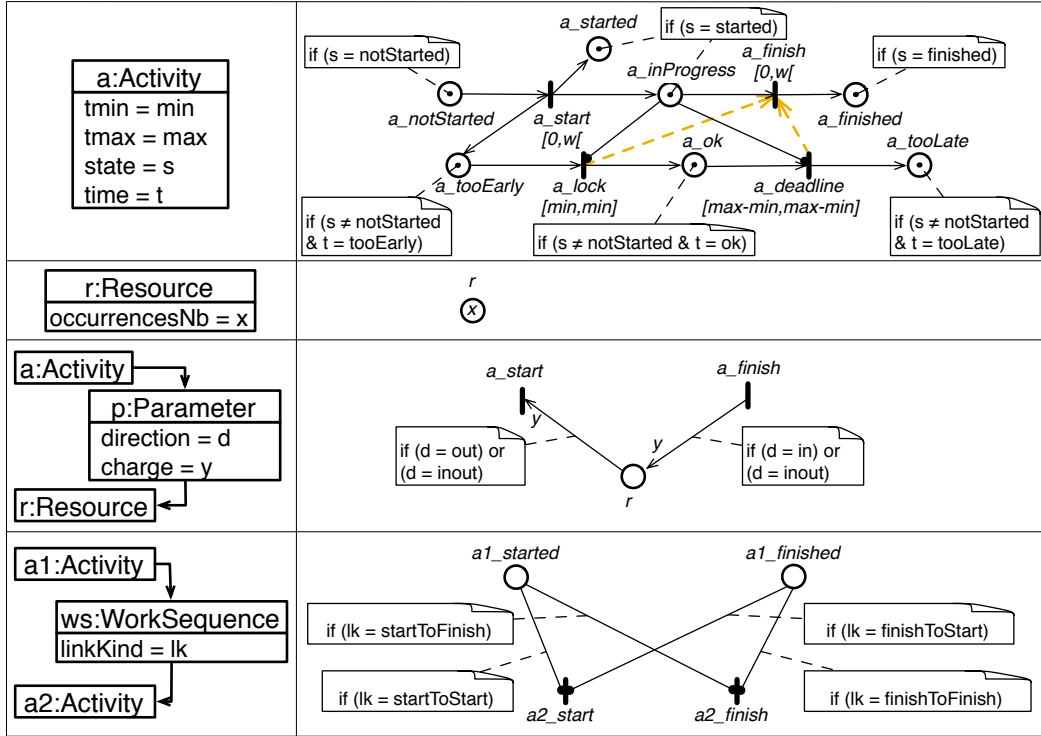 a:Activity
tmin = min
tmax = max
state = s
time = t
a_started
if (s = started)
if (s = notStarted)
a_inProgress
a_finish
[0,w[
if (s = finished)
a_notStarted
a_start
[0,w[
a_finished
a_ok
a_tooLate
a_tooEarly
a_lock
[min,min]
a_deadline
[max-min,max-min]
if (s ≠ notStarted
& t = tooEarly)
if (s ≠ notStarted & t = ok)
if (s ≠ notStarted
& t = tooLate)
r:Resource
occurrencesNb = x
r
x
a:Activity
p:Parameter
direction = d
charge = y
r:Resource
a_start
a_finish
y
y
if (d = out) or
(d = inout)
if (d = in) or
(d = inout)
r
a1:Activity
ws:WorkSequence
linkKind = lk
a2:Activity
a1_started
a1_finished
if (lk = startToFinish)
if (lk = finishToStart)
if (lk = startToStart)
if (lk = finishToFinish)
a2_start
a2_finish